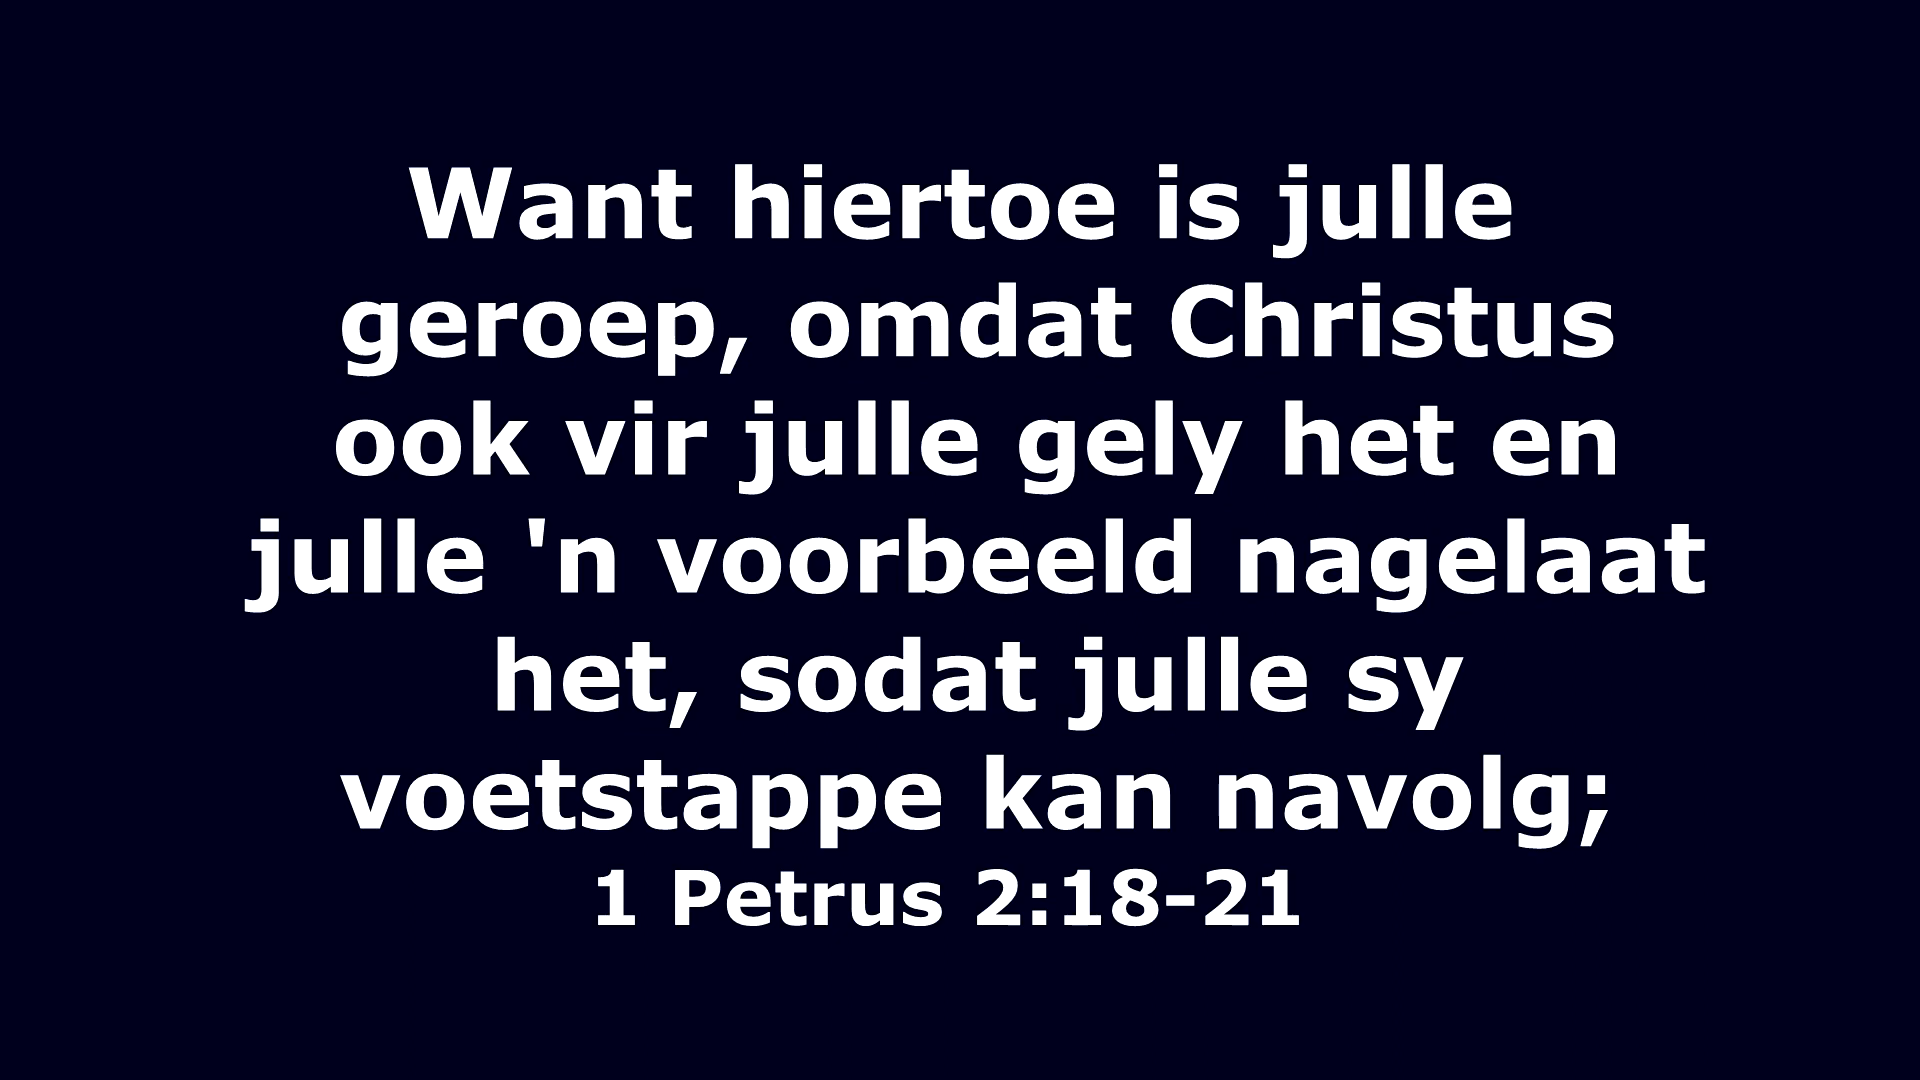 Want hiertoe is julle
geroep, omdat Christus
ook vir julle gely het en
julle 'n voorbeeld nagelaat
het, sodat julle sy
voetstappe kan navolg;
1 Petrus 2:18-21